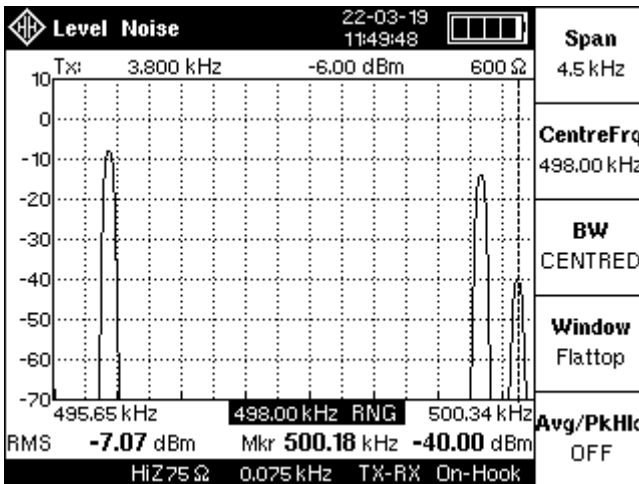 Level Noise
22-03-19
11:49:48
Tx: 3.800 kHz -6.00 dBm 600 Ω
10
0
-10
-20
-30
-40
-50
-60
-70
495.65 kHz 498.00 kHz RNG 500.34 kHz
RMS -7.07 dBm Mkr 500.18 kHz -40.00 dBm
HiZ75 Ω 0.075 kHz TX-RX On-Hook
Span
4.5 kHz
CentreFrq
498.00 kHz
BW
CENTRED
Window
Flattop
Avg/PkHld
OFF